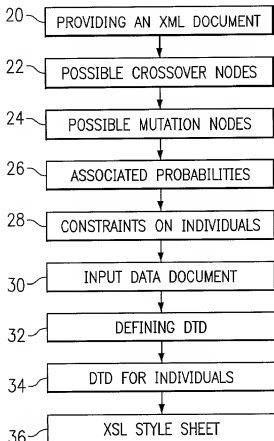 20 PROVIDING AN XML DOCUMENT
22 POSSIBLE CROSSOVER NODES
24 POSSIBLE MUTATION NODES
26 ASSOCIATED PROBABILITIES
28 CONSTRAINTS ON INDIVIDUALS
30 INPUT DATA DOCUMENT
32 DEFINING DTD
34 DTD FOR INDIVIDUALS
36 XSL STYLE SHEET